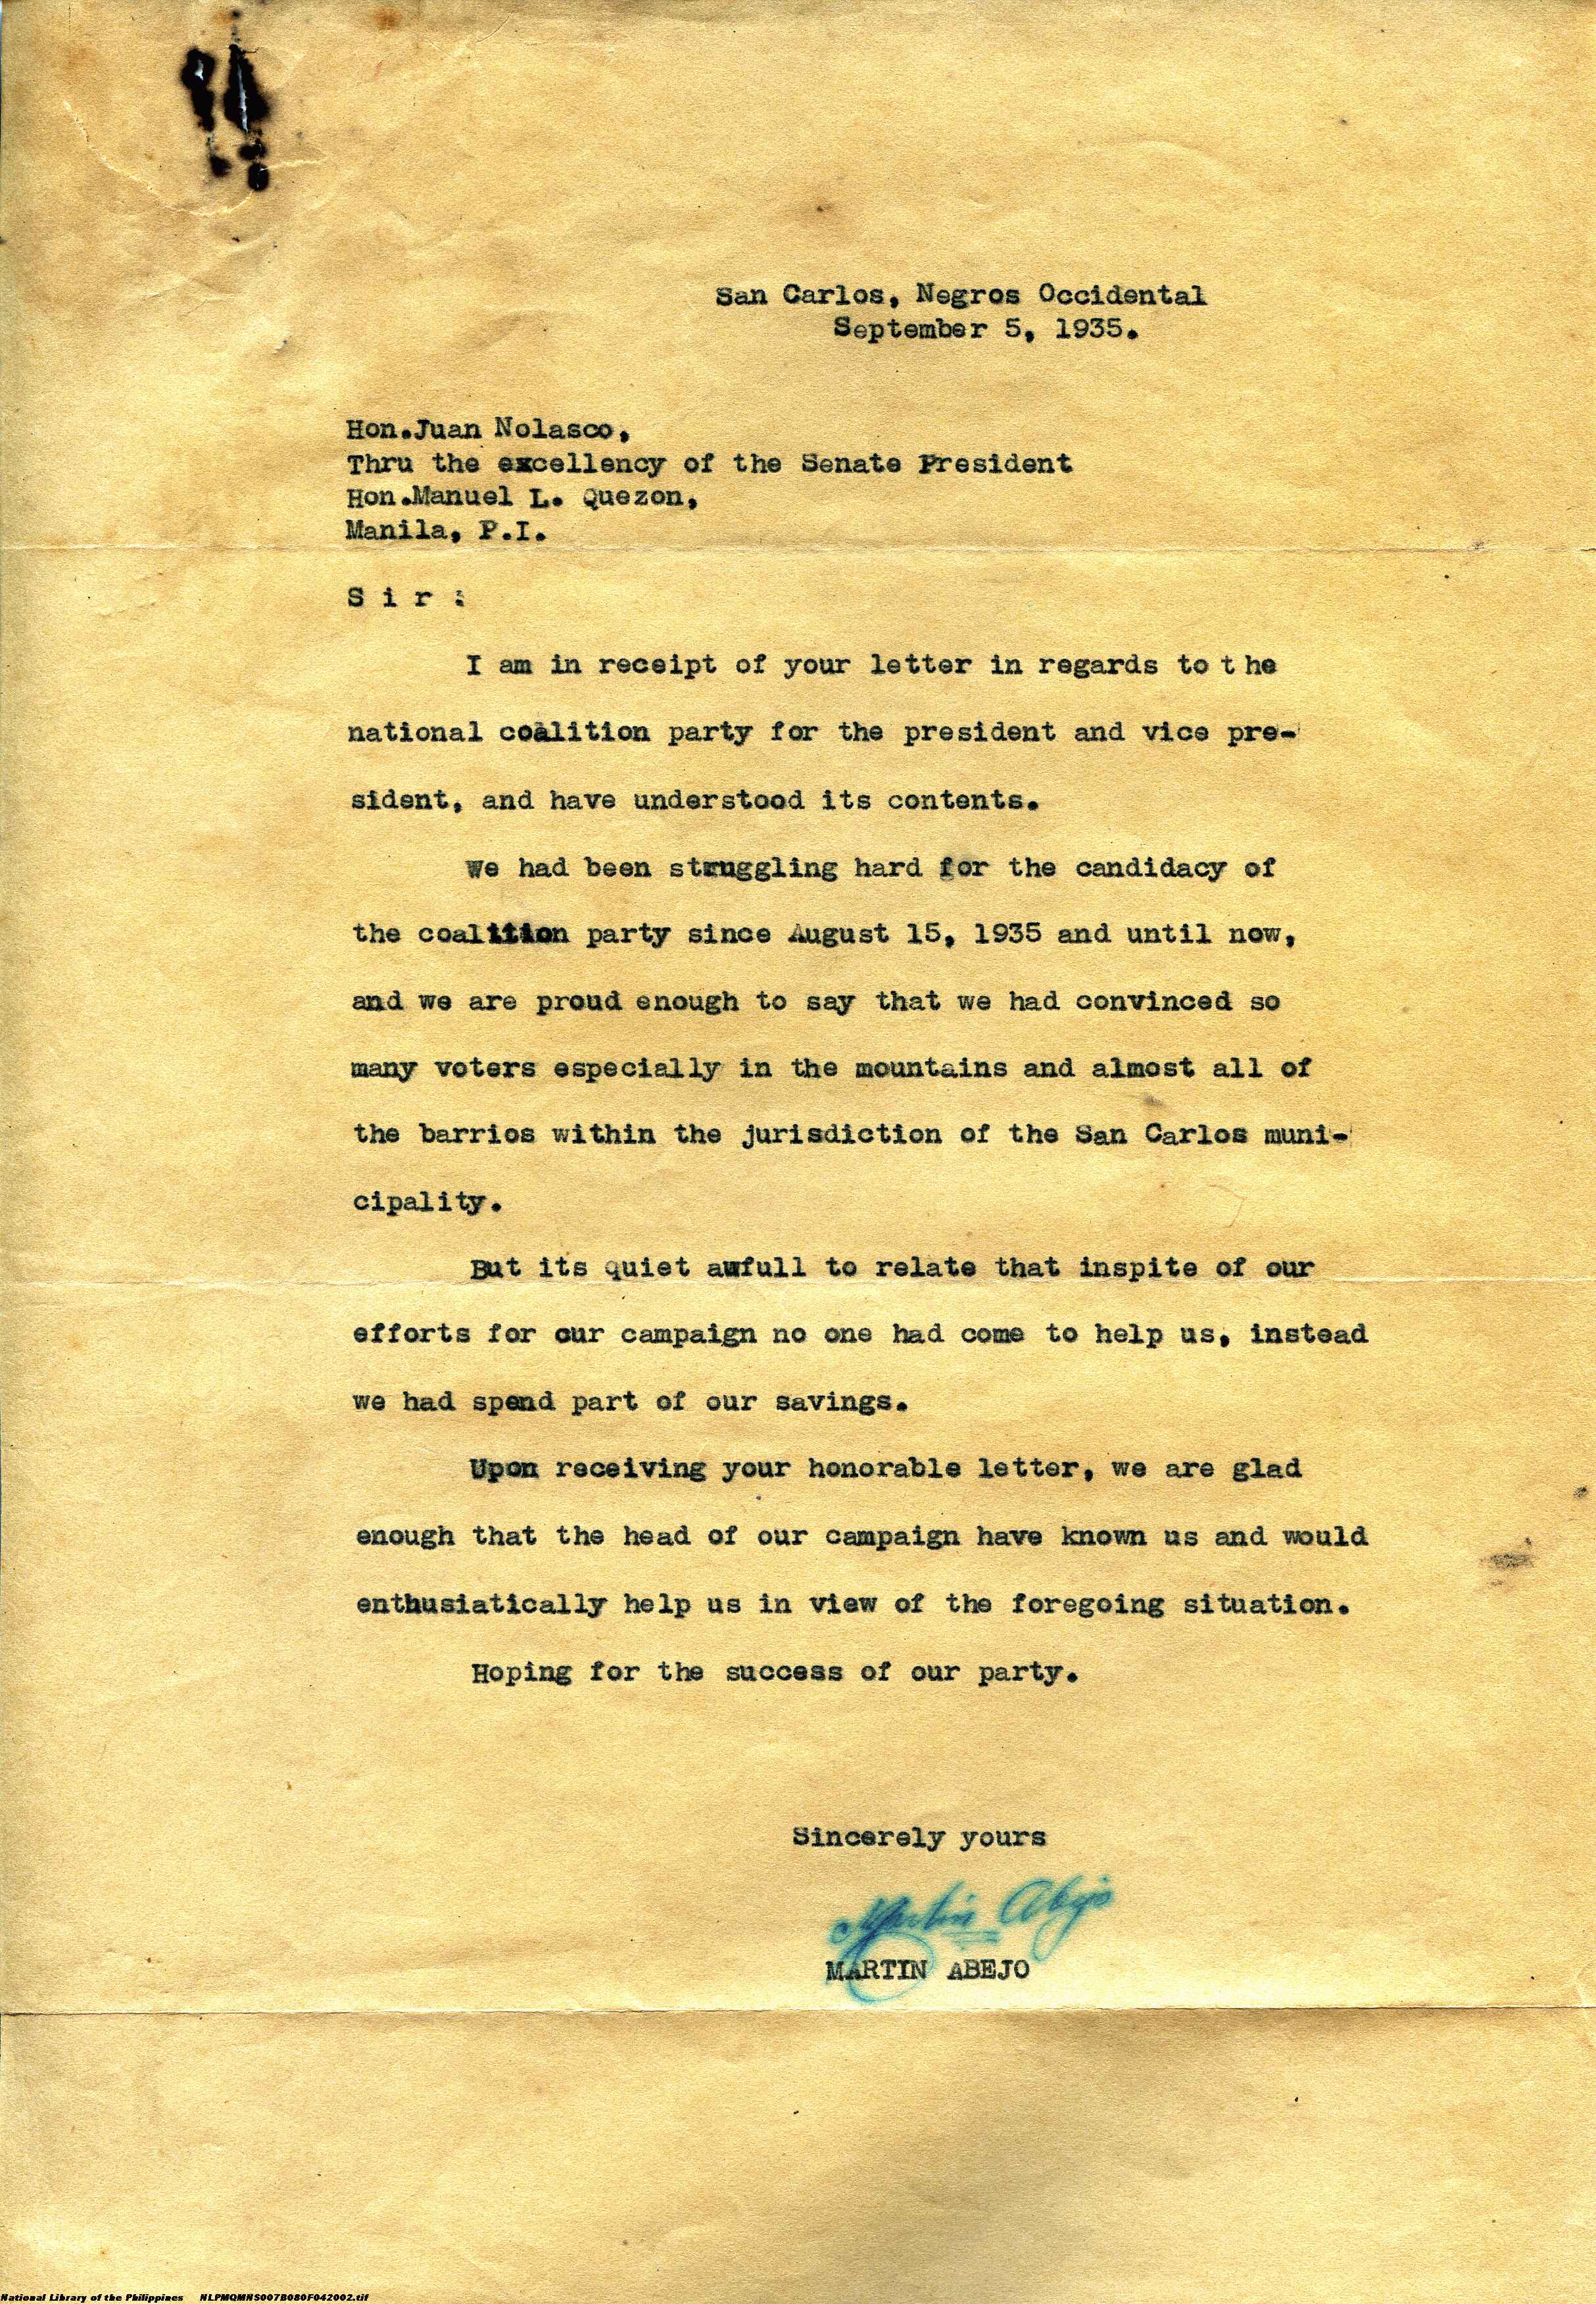 San Carlos, Negros Occidental
September 5, 1935.
Hon.Juan Nolasco,
Thru the excellency of the Senate President
Hon.Manuel L. Quezon,
Manila, P.I.
S i r :
I am in receipt of your letter in regards to the
national coalition party for the president and vice pre-
sident, and have understood its contents.
We had been struggling hard for the candidacy of
the coalition party since August 15, 1935 and until now,
and we are proud enough to say that we had convinced so
many voters especially in the mountains and almost all of
the barrios within the jurisdiction of the San Carlos muni-
cipality.
But its quiet awfull to relate that inspite of our
efforts for our campaign no one had come to help us, instead
we had spend part of our savings.
Upon receiving your honorable letter, we are glad
enough that the head of our campaign have known us and would
enthusiatically help us in view of the foregoing situation.
Hoping for the success of our party.
Sincerely yours
Martin Abejo
MARTIN ABEJO
National Library of the Philippines NLPMQMNS007B080F042002.tif